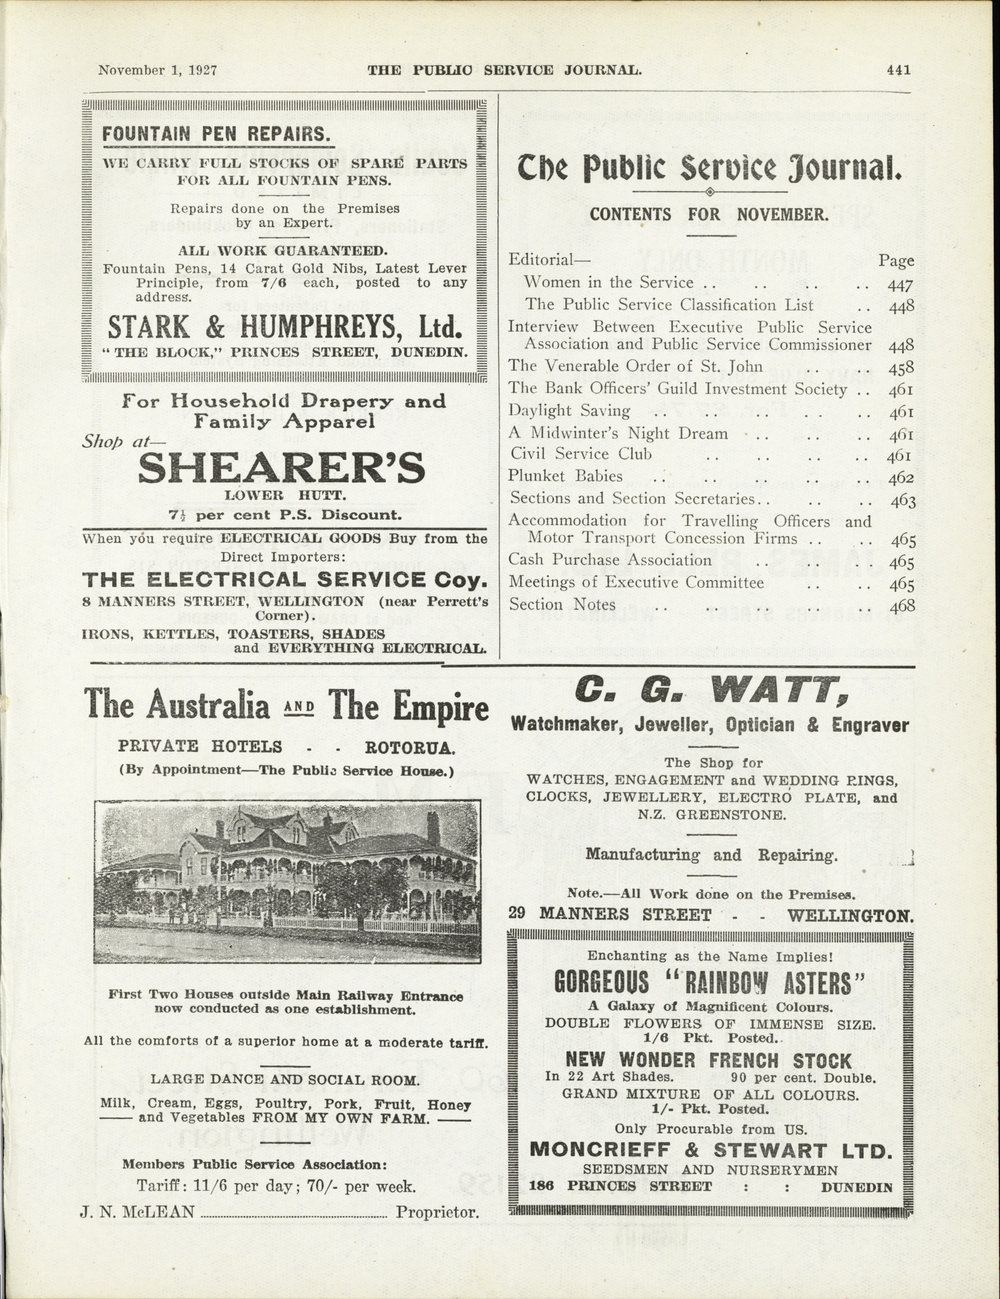 November 1, 1927
THE PUBLIC SERVICE JOURNAL.
441
FOUNTAIN PEN REPAIRS.
WE CARRY FULL STOCKS OF SPARE PARTS
FOR ALL FOUNTAIN PENS.
Repairs done on the Premises
by an Expert.
ALL WORK GUARANTEED.
Fountain Pens, 14 Carat Gold Nibs, Latest Lever
Principle, from 7/6 each, posted to any
address.
STARK & HUMPHREYS, Ltd.
"THE BLOCK," PRINCES STREET, DUNEDIN.
For Household Drapery and
Family Apparel
Shop at—
SHEARER'S
LOWER HUTT.
7½ per cent P.S. Discount.
When you require ELECTRICAL GOODS Buy from the
Direct Importers:
THE ELECTRICAL SERVICE Coy.
8 MANNERS STREET, WELLINGTON (near Perrett's
Corner).
IRONS, KETTLES, TOASTERS, SHADES
and EVERYTHING ELECTRICAL.
The Public Service Journal.
CONTENTS FOR NOVEMBER.
Editorial— Page
Women in the Service .. .. .. .. 447
The Public Service Classification List .. 448
Interview Between Executive Public Service
Association and Public Service Commissioner 448
The Venerable Order of St. John .. .. 458
The Bank Officers' Guild Investment Society .. 461
Daylight Saving .. .. .. .. .. 461
A Midwinter's Night Dream .. .. .. 461
Civil Service Club .. .. .. .. 461
Plunket Babies .. .. .. .. .. 462
Sections and Section Secretaries.. .. .. 463
Accommodation for Travelling Officers and
Motor Transport Concession Firms .. .. 465
Cash Purchase Association .. .. .. 465
Meetings of Executive Committee .. .. 465
Section Notes .. .. .. .. .. 468
The Australia AND The Empire
PRIVATE HOTELS - - ROTORUA.
(By Appointment—The Public Service House.)
First Two Houses outside Main Railway Entrance
now conducted as one establishment.
All the comforts of a superior home at a moderate tariff.
LARGE DANCE AND SOCIAL ROOM.
Milk, Cream, Eggs, Poultry, Pork, Fruit, Honey
—— and Vegetables FROM MY OWN FARM. ——
Members Public Service Association:
Tariff: 11/6 per day; 70/- per week.
J. N. McLEAN ........................ Proprietor.
C. G. WATT,
Watchmaker, Jeweller, Optician & Engraver
The Shop for
WATCHES, ENGAGEMENT and WEDDING RINGS,
CLOCKS, JEWELLERY, ELECTRO PLATE, and
N.Z. GREENSTONE.
Manufacturing and Repairing.
Note.—All Work done on the Premises.
29 MANNERS STREET - - WELLINGTON.
Enchanting as the Name Implies!
GORGEOUS "RAINBOW ASTERS"
A Galaxy of Magnificent Colours.
DOUBLE FLOWERS OF IMMENSE SIZE.
1/6 Pkt. Posted.
NEW WONDER FRENCH STOCK
In 22 Art Shades. 90 per cent. Double.
GRAND MIXTURE OF ALL COLOURS.
1/- Pkt. Posted.
Only Procurable from US.
MONCRIEFF & STEWART LTD.
SEEDSMEN AND NURSERYMEN
186 PRINCES STREET : : DUNEDIN